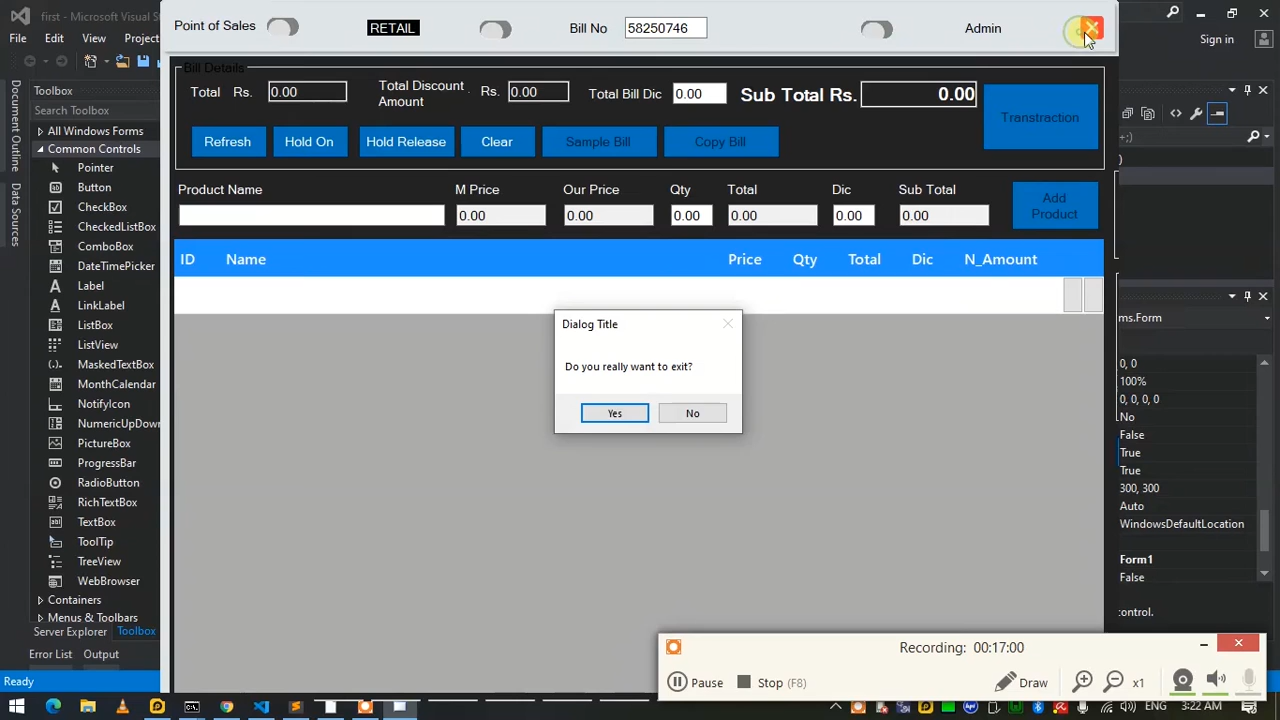 first - Microsoft Visual St
File Edit View Project
Sign in
Point of Sales
RETAIL
Bill No 58250746
Admin
Bill Details
Total Rs. 0.00
Total Discount Amount Rs. 0.00
Total Bill Dic 0.00
Sub Total Rs. 0.00
Transtraction
Refresh
Hold On
Hold Release
Clear
Sample Bill
Copy Bill
Product Name M Price Our Price Qty Total Dic Sub Total
0.00 0.00 0.00 0.00 0.00 0.00
Add Product
ID Name Price Qty Total Dic N_Amount
Dialog Title
Do you really want to exit?
Yes No
Document Outline
Data Sources
Toolbox
Search Toolbox
All Windows Forms
Common Controls
Pointer
Button
CheckBox
CheckedListBox
ComboBox
DateTimePicker
Label
LinkLabel
ListBox
ListView
MaskedTextBox
MonthCalendar
NotifyIcon
NumericUpDown
PictureBox
ProgressBar
RadioButton
RichTextBox
TextBox
ToolTip
TreeView
WebBrowser
Containers
Menus & Toolbars
Server Explorer Toolbox
Error List Output
Ready
ms.Form
0, 0
100%
0, 0, 0, 0
No
False
True
True
300, 300
Auto
WindowsDefaultLocation
Form1
False
control.
Recording: 00:17:00
Pause Stop (F8)
Draw x1
ENG 3:22 AM